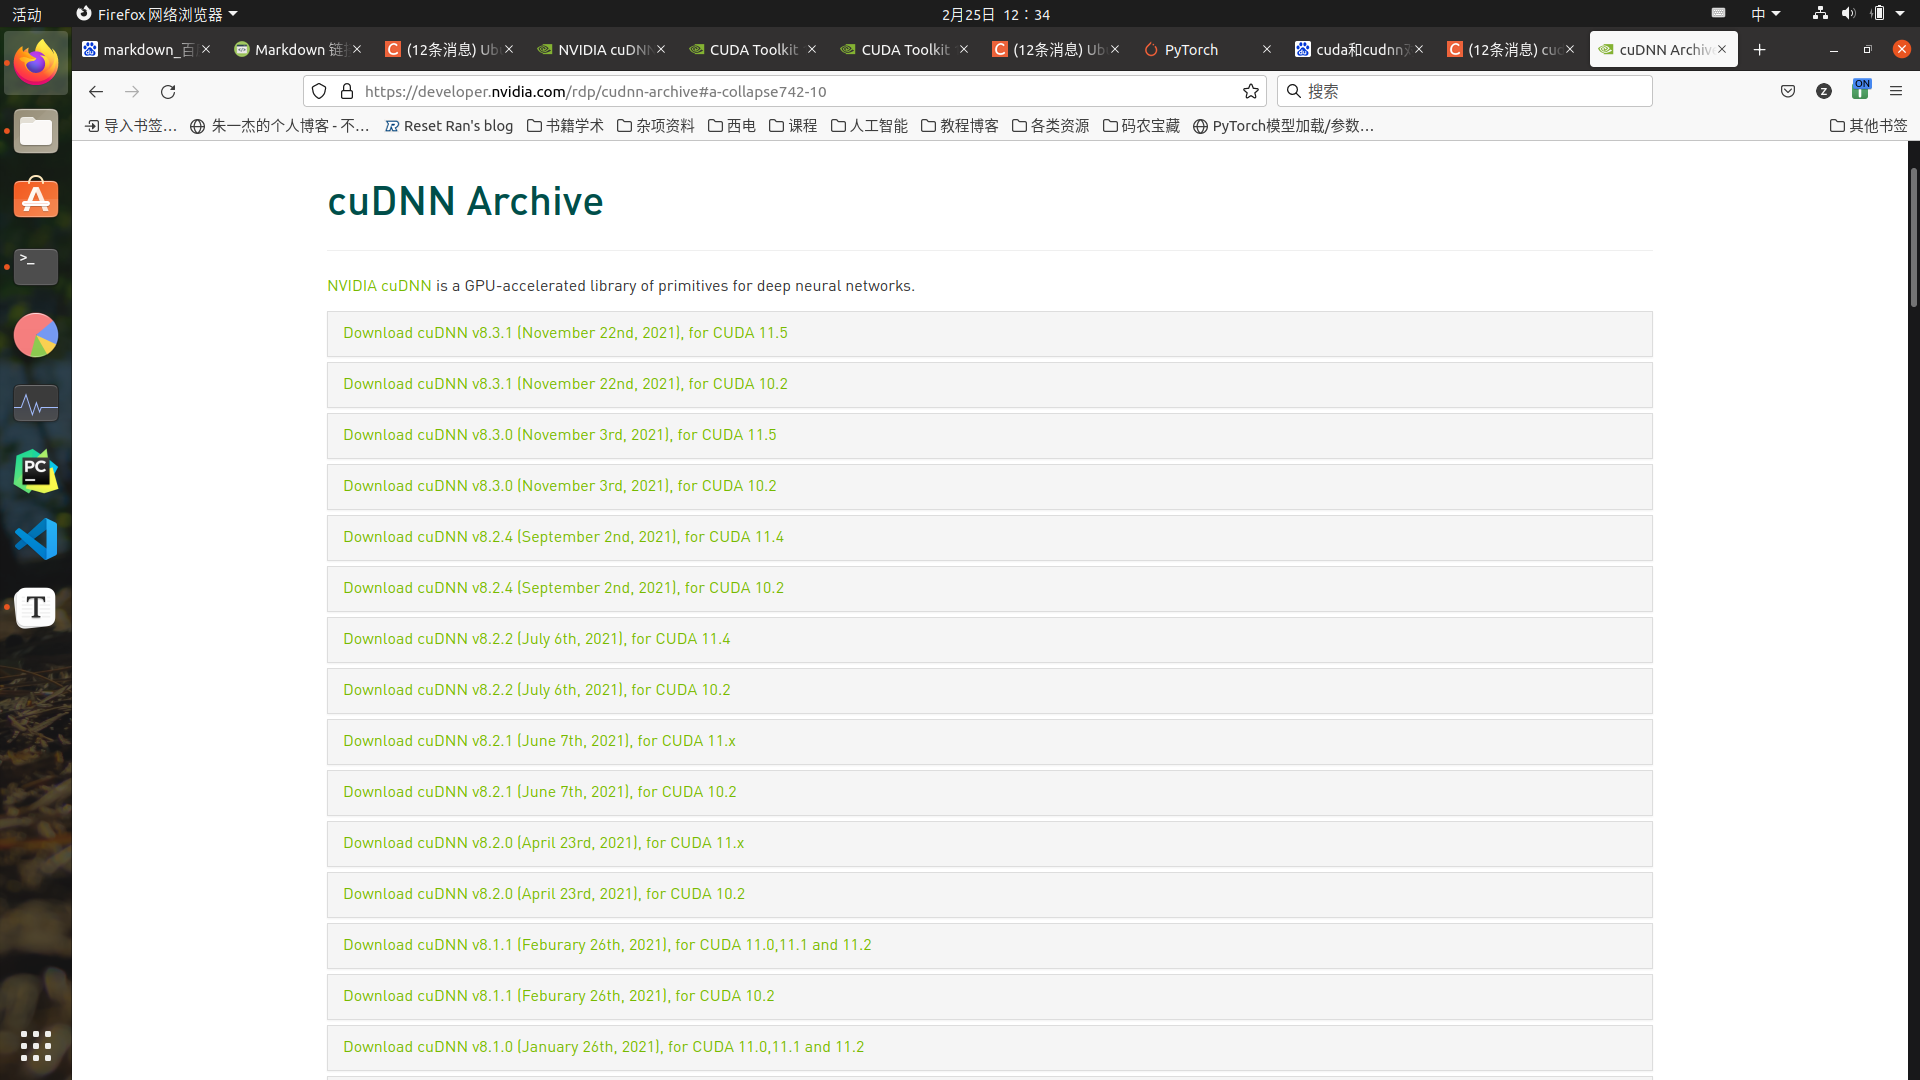 活动
Firefox 网络浏览器
2月25日 12：34
中
markdown_百
Markdown 链
(12条消息) Ub
NVIDIA cuDNN
CUDA Toolkit
CUDA Toolkit
(12条消息) Ub
PyTorch
cuda和cudnn
(12条消息) cud
cuDNN Archiv
https://developer.nvidia.com/rdp/cudnn-archive#a-collapse742-10
搜索
ON
导入书签…
朱一杰的个人博客 - 不…
Reset Ran's blog
书籍学术
杂项资料
西电
课程
人工智能
教程博客
各类资源
码农宝藏
PyTorch模型加载/参数…
其他书签
cuDNN Archive
NVIDIA cuDNN is a GPU-accelerated library of primitives for deep neural networks.
Download cuDNN v8.3.1 (November 22nd, 2021), for CUDA 11.5
Download cuDNN v8.3.1 (November 22nd, 2021), for CUDA 10.2
Download cuDNN v8.3.0 (November 3rd, 2021), for CUDA 11.5
Download cuDNN v8.3.0 (November 3rd, 2021), for CUDA 10.2
Download cuDNN v8.2.4 (September 2nd, 2021), for CUDA 11.4
Download cuDNN v8.2.4 (September 2nd, 2021), for CUDA 10.2
Download cuDNN v8.2.2 (July 6th, 2021), for CUDA 11.4
Download cuDNN v8.2.2 (July 6th, 2021), for CUDA 10.2
Download cuDNN v8.2.1 (June 7th, 2021), for CUDA 11.x
Download cuDNN v8.2.1 (June 7th, 2021), for CUDA 10.2
Download cuDNN v8.2.0 (April 23rd, 2021), for CUDA 11.x
Download cuDNN v8.2.0 (April 23rd, 2021), for CUDA 10.2
Download cuDNN v8.1.1 (Feburary 26th, 2021), for CUDA 11.0,11.1 and 11.2
Download cuDNN v8.1.1 (Feburary 26th, 2021), for CUDA 10.2
Download cuDNN v8.1.0 (January 26th, 2021), for CUDA 11.0,11.1 and 11.2